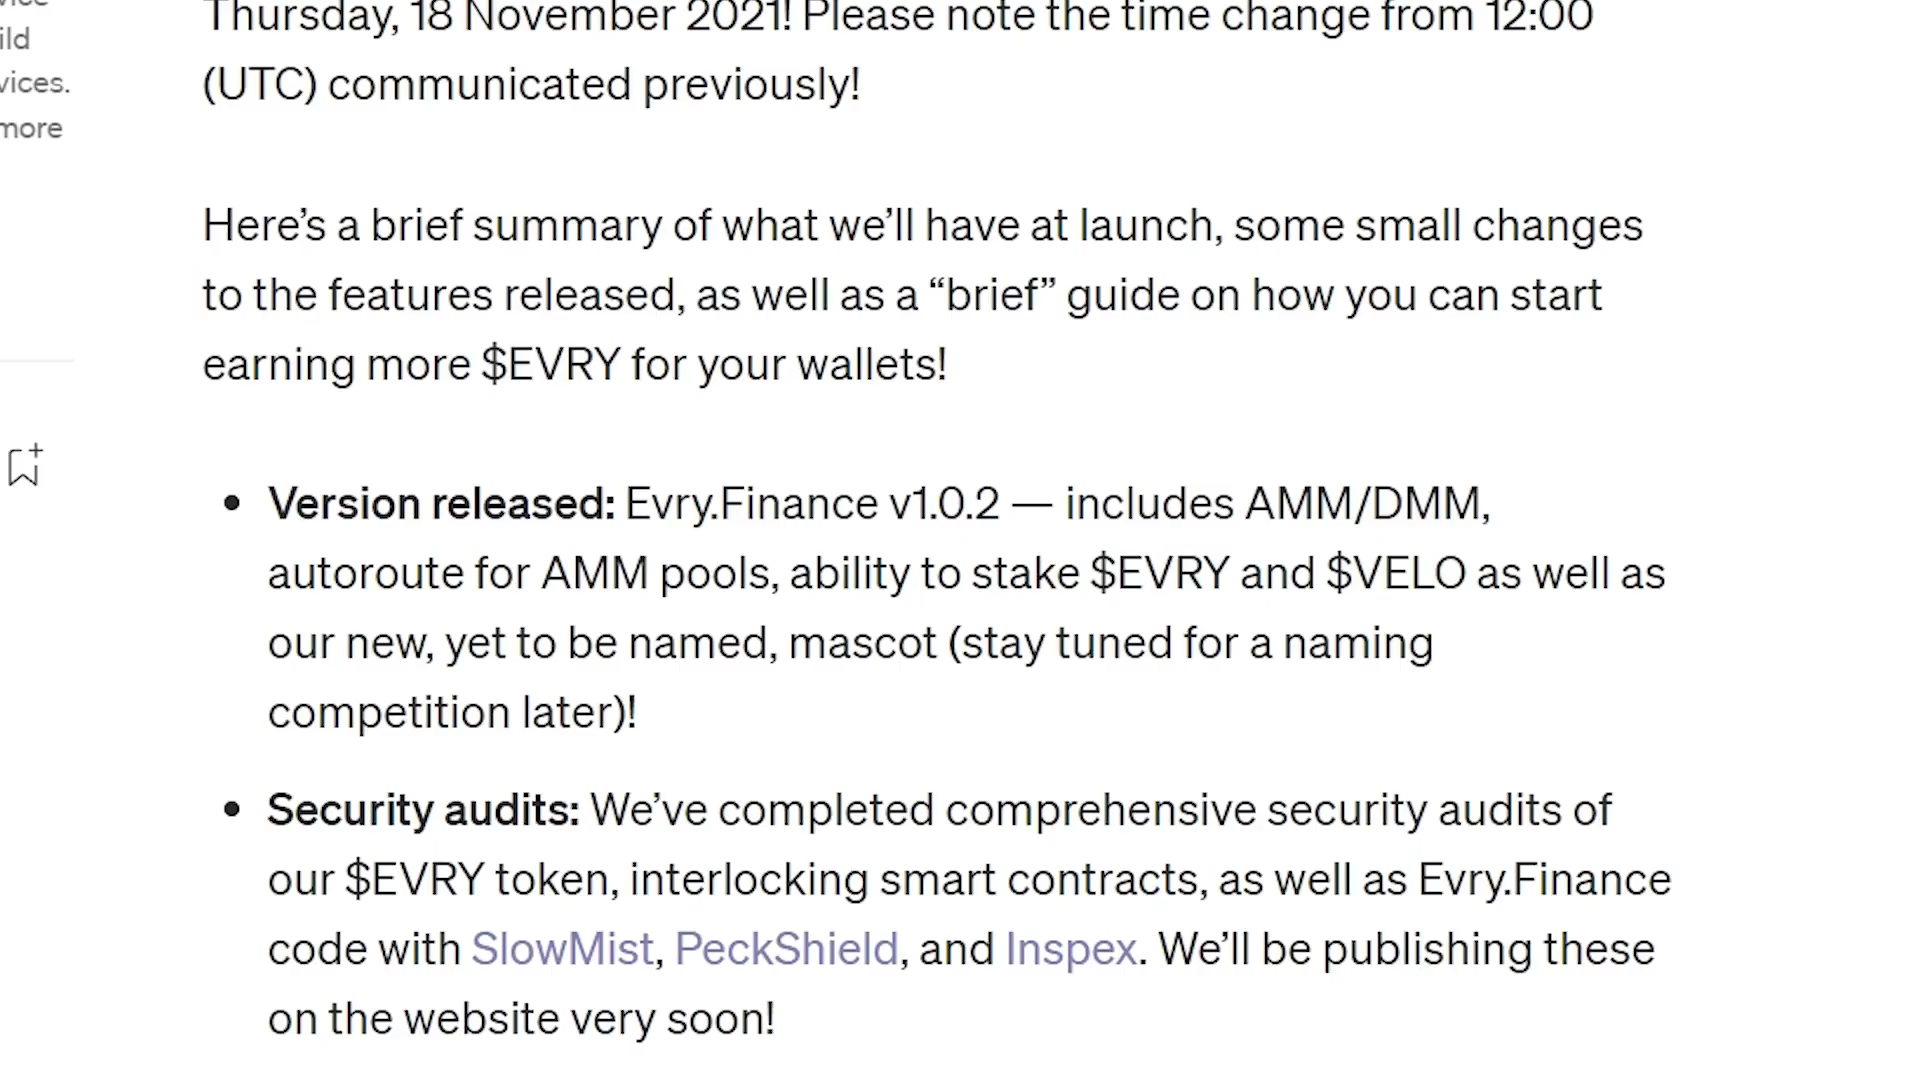 ild
vices.
more
Thursday, 18 November 2021! Please note the time change from 12:00
(UTC) communicated previously!
Here’s a brief summary of what we’ll have at launch, some small changes
to the features released, as well as a “brief” guide on how you can start
earning more $EVRY for your wallets!
• Version released: Evry.Finance v1.0.2 — includes AMM/DMM,
autoroute for AMM pools, ability to stake $EVRY and $VELO as well as
our new, yet to be named, mascot (stay tuned for a naming
competition later)!
• Security audits: We’ve completed comprehensive security audits of
our $EVRY token, interlocking smart contracts, as well as Evry.Finance
code with SlowMist, PeckShield, and Inspex. We’ll be publishing these
on the website very soon!